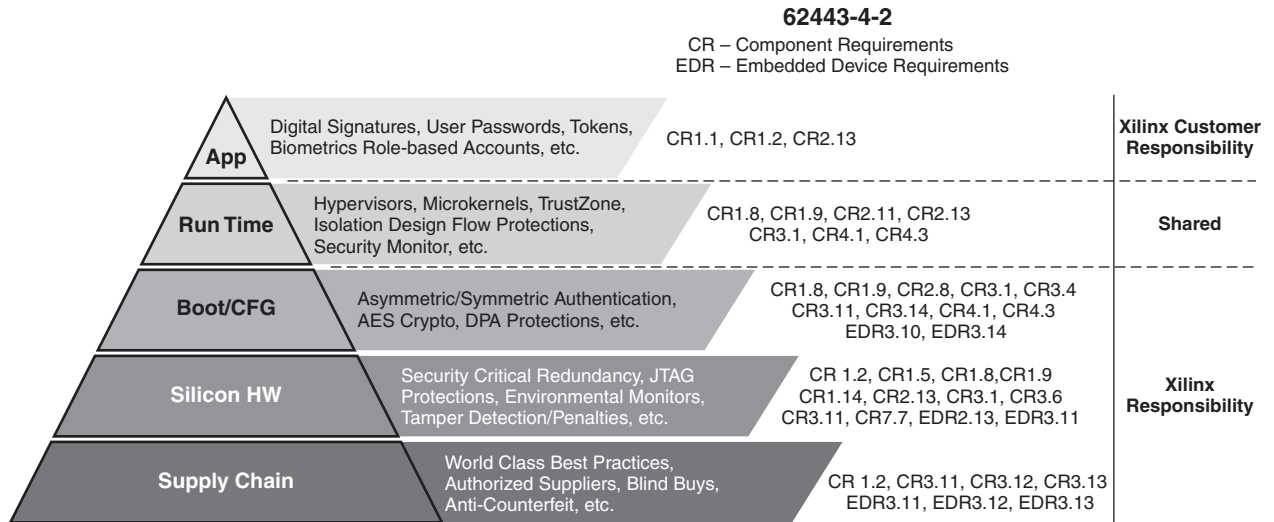 62443-4-2
CR – Component Requirements
EDR – Embedded Device Requirements
App
Digital Signatures, User Passwords, Tokens,
Biometrics Role-based Accounts, etc.
CR1.1, CR1.2, CR2.13
Xilinx Customer
Responsibility
Run Time
Hypervisors, Microkernels, TrustZone,
Isolation Design Flow Protections,
Security Monitor, etc.
CR1.8, CR1.9, CR2.11, CR2.13
CR3.1, CR4.1, CR4.3
Shared
Boot/CFG
Asymmetric/Symmetric Authentication,
AES Crypto, DPA Protections, etc.
CR1.8, CR1.9, CR2.8, CR3.1, CR3.4
CR3.11, CR3.14, CR4.1, CR4.3
EDR3.10, EDR3.14
Silicon HW
Security Critical Redundancy, JTAG
Protections, Environmental Monitors,
Tamper Detection/Penalties, etc.
CR 1.2, CR1.5, CR1.8,CR1.9
CR1.14, CR2.13, CR3.1, CR3.6
CR3.11, CR7.7, EDR2.13, EDR3.11
Xilinx
Responsibility
Supply Chain
World Class Best Practices,
Authorized Suppliers, Blind Buys,
Anti-Counterfeit, etc.
CR 1.2, CR3.11, CR3.12, CR3.13
EDR3.11, EDR3.12, EDR3.13